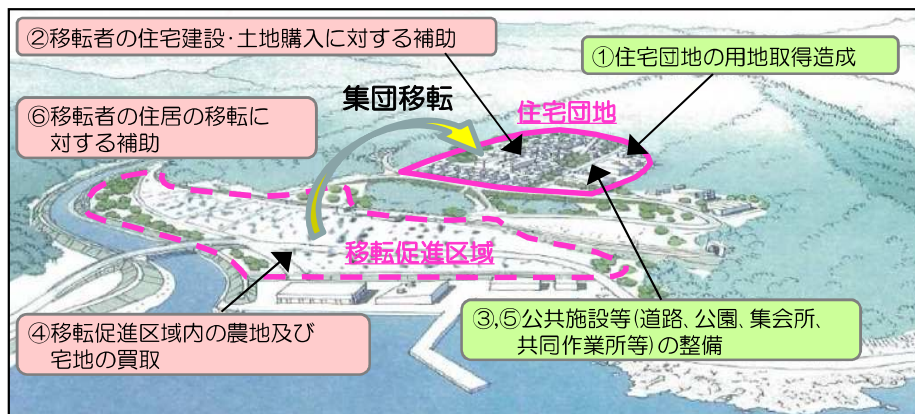 ②移転者の住宅建設・土地購入に対する補助
①住宅団地の用地取得造成
集団移転
住宅団地
⑥移転者の住居の移転に
対する補助
移転促進区域
④移転促進区域内の農地及び
宅地の買取
③,⑤公共施設等(道路、公園、集会所、
共同作業所等)の整備